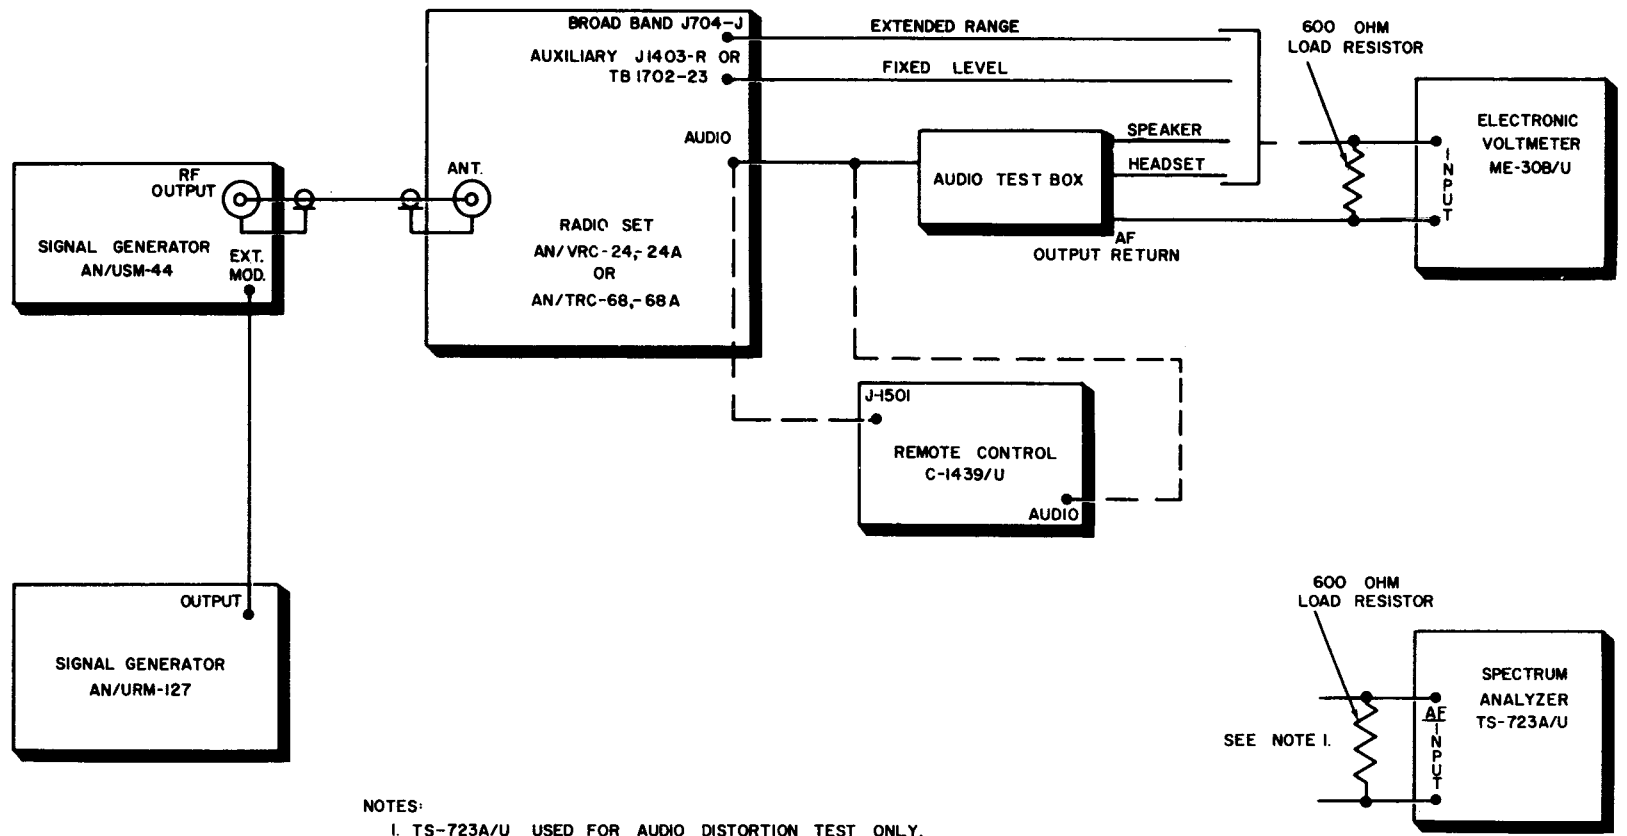 BROAD BAND J704-J
AUXILIARY J1403-R OR
TB 1702-23
AUDIO
ANT.
RADIO SET
AN/VRC-24,-24A
OR
AN/TRC-68,-68A
EXTENDED RANGE
FIXED LEVEL
600 OHM
LOAD RESISTOR
ELECTRONIC
VOLTMETER
ME-30B/U
INPUT
SPEAKER
HEADSET
AUDIO TEST BOX
AF
OUTPUT RETURN
RF
OUTPUT
SIGNAL GENERATOR
AN/USM-44
EXT.
MOD.
J-1501
REMOTE CONTROL
C-1439/U
AUDIO
OUTPUT
SIGNAL GENERATOR
AN/URM-127
600 OHM
LOAD RESISTOR
SPECTRUM
ANALYZER
TS-723A/U
AF
INPUT
SEE NOTE 1.
NOTES:
1. TS-723A/U USED FOR AUDIO DISTORTION TEST ONLY.